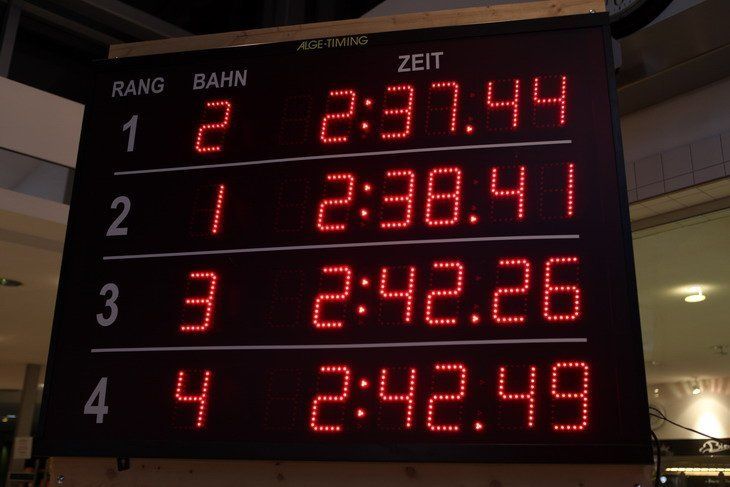 ALGE-TIMING
RANG BAHN ZEIT
1 2 2:37.44
2 1 2:38.41
3 3 2:42.26
4 4 2:42.49